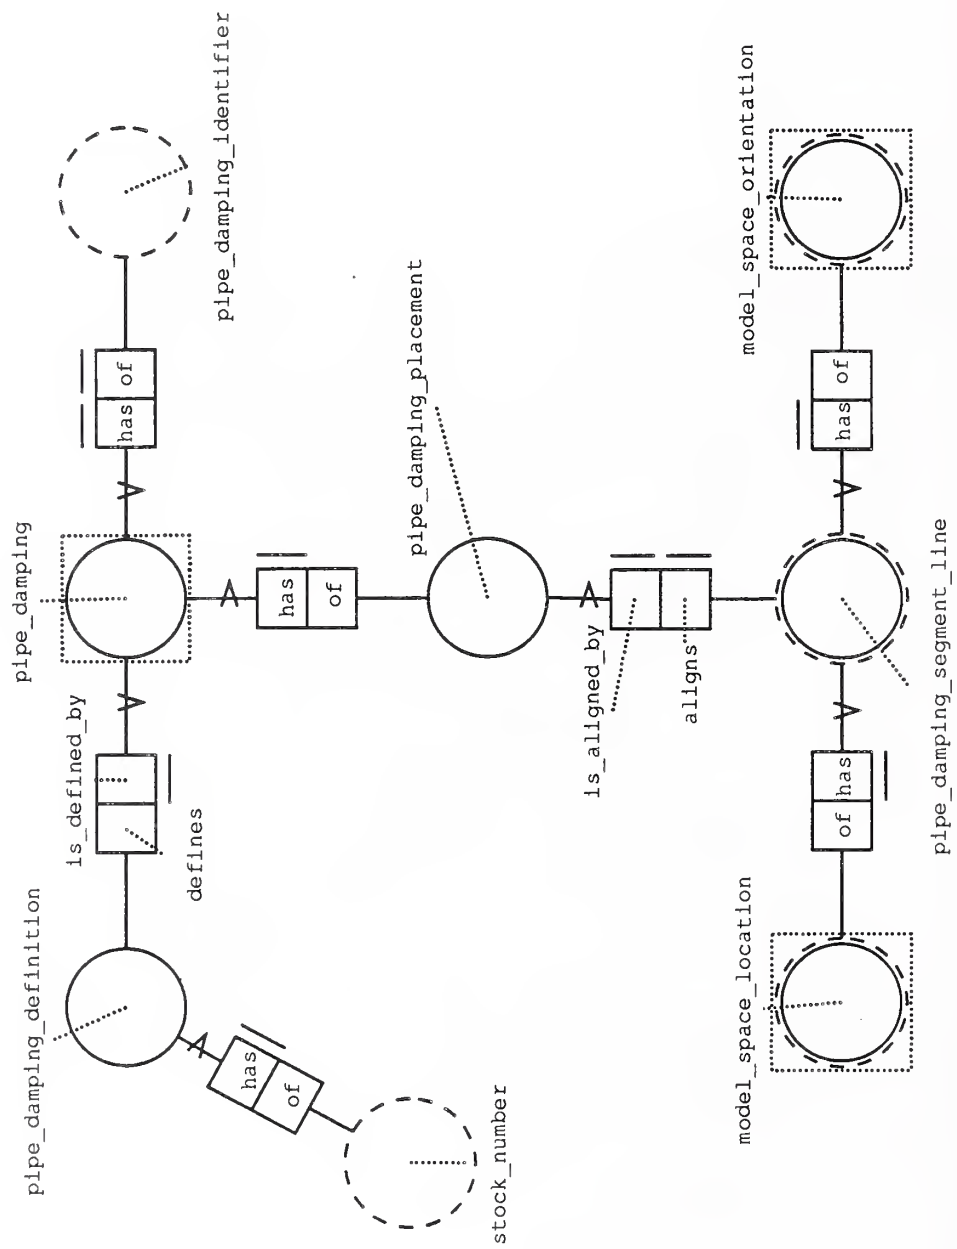 pipe_damping_identifier
has
of
pipe_damping
is_defined_by
defines
pipe_damping_definition
has
of
stock_number
has
of
pipe_damping_placement
is_aligned_by
aligns
model_space_orientation
has
of
pipe_damping_segment_line
of
has
model_space_location